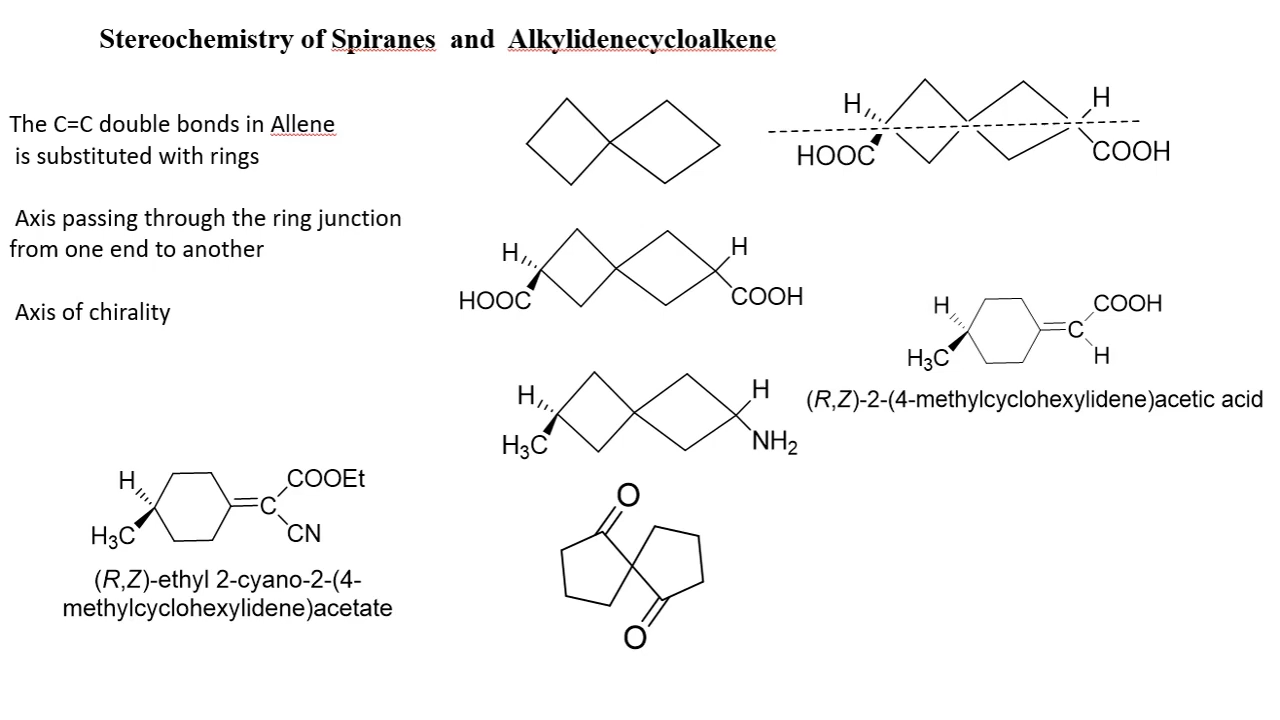 Stereochemistry of Spiranes and Alkylidenecycloalkene
The C=C double bonds in Allene
is substituted with rings
Axis passing through the ring junction
from one end to another
Axis of chirality
H
HOOC
H
COOH
H
HOOC
H
COOH
H
H₃C
H
NH₂
H
H₃C
C
COOH
H
(R,Z)-2-(4-methylcyclohexylidene)acetic acid
H
H₃C
C
COOEt
CN
(R,Z)-ethyl 2-cyano-2-(4-
methylcyclohexylidene)acetate
O
O